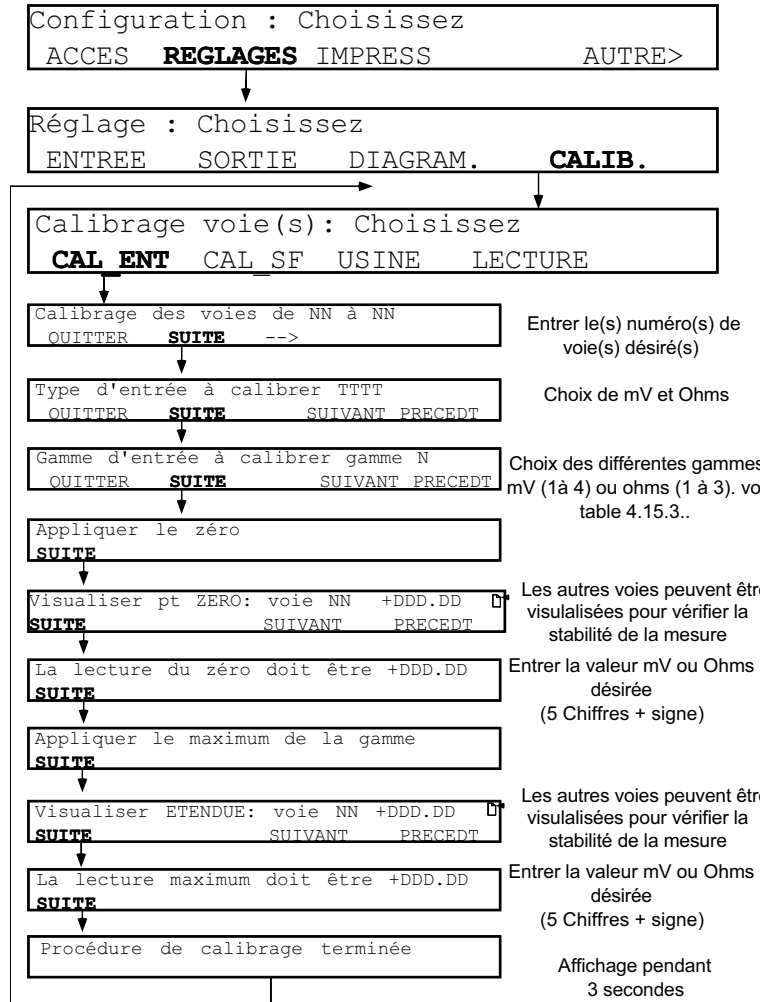 Configuration : Choisissez
ACCES REGLAGES IMPRESS AUTRE>
Réglage : Choisissez
ENTREE SORTIE DIAGRAM. CALIB.
Calibrage voie(s): Choisissez
CAL_ENT CAL_SF USINE LECTURE
Calibrage des voies de NN à NN
QUITTER SUITE -->
Entrer le(s) numéro(s) de
voie(s) désiré(s)
Type d'entrée à calibrer TTTT
QUITTER SUITE SUIVANT PRECEDT
Choix de mV et Ohms
Gamme d'entrée à calibrer gamme N
QUITTER SUITE SUIVANT PRECEDT
Choix des différentes gammes
mV (1à 4) ou ohms (1 à 3). vo
table 4.15.3..
Appliquer le zéro
SUITE
Visualiser pt ZERO: voie NN +DDD.DD
SUITE SUIVANT PRECEDT
Les autres voies peuvent être
visulalisées pour vérifier la
stabilité de la mesure
La lecture du zéro doit être +DDD.DD
SUITE
Entrer la valeur mV ou Ohms
désirée
(5 Chiffres + signe)
Appliquer le maximum de la gamme
SUITE
Visualiser ETENDUE: voie NN +DDD.DD
SUITE SUIVANT PRECEDT
Les autres voies peuvent être
visulalisées pour vérifier la
stabilité de la mesure
La lecture maximum doit être +DDD.DD
SUITE
Entrer la valeur mV ou Ohms
désirée
(5 Chiffres + signe)
Procédure de calibrage terminée
Affichage pendant
3 secondes